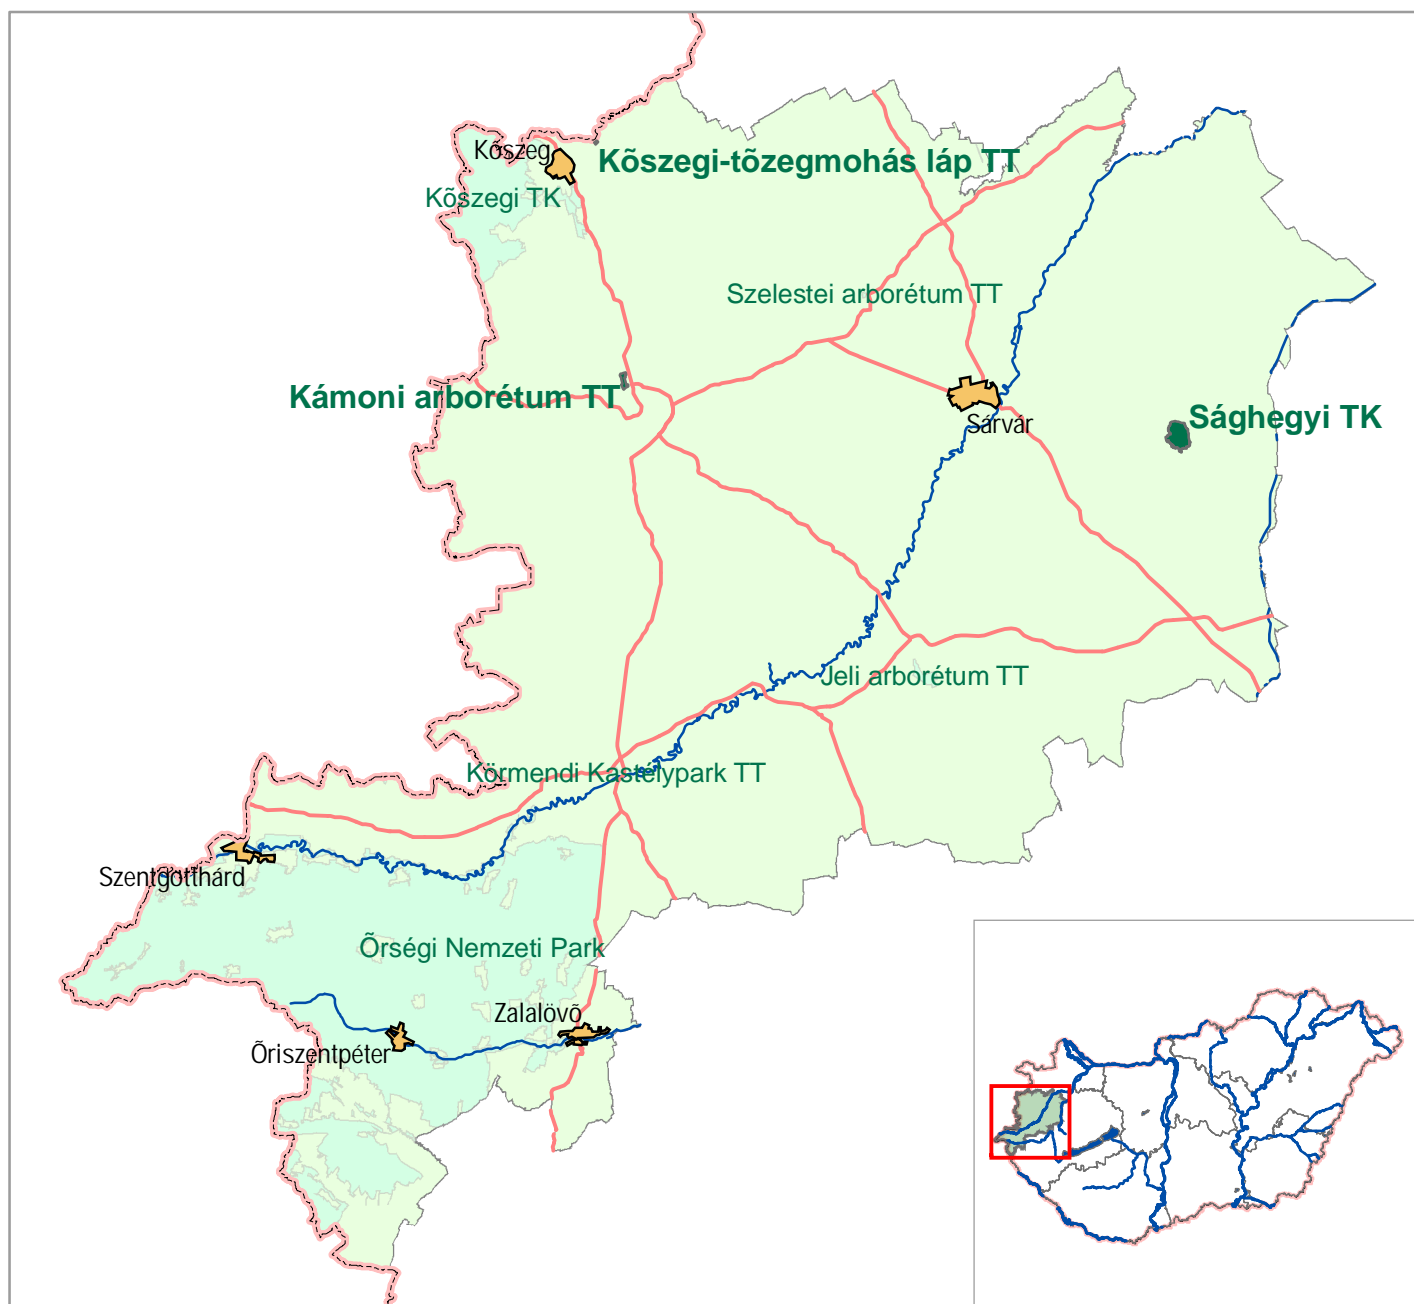 Kőszeg
Kõszegi-tõzegmohás láp TT
Kõszegi TK
Szelestei arborétum TT
Kámoni arborétum TT
Sárvár
Sághegyi TK
Jeli arborétum TT
Körmendi Kastélypark TT
Szentgotthárd
Õrségi Nemzeti Park
Zalalövõ
Õriszentpéter